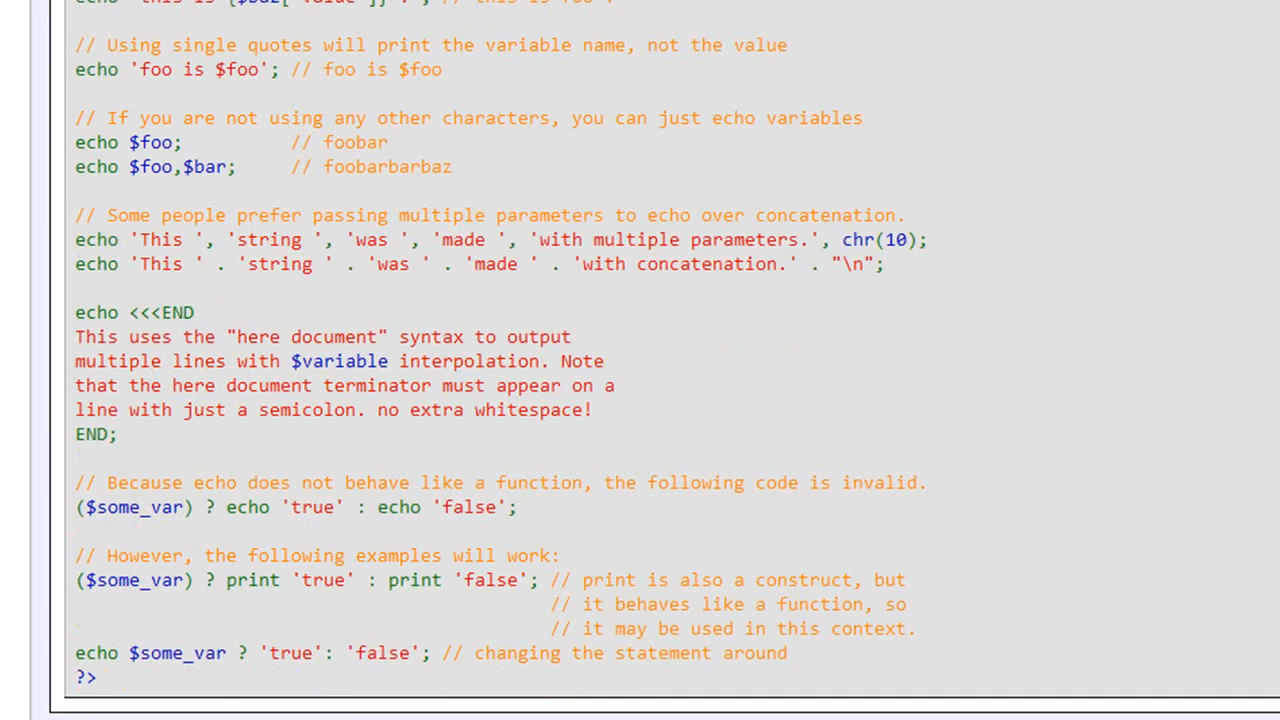 // Using single quotes will print the variable name, not the value
echo 'foo is $foo'; // foo is $foo
// If you are not using any other characters, you can just echo variables
echo $foo;          // foobar
echo $foo,$bar;     // foobarbarbaz
// Some people prefer passing multiple parameters to echo over concatenation.
echo 'This ', 'string ', 'was ', 'made ', 'with multiple parameters.', chr(10);
echo 'This ' . 'string ' . 'was ' . 'made ' . 'with concatenation.' . "\n";
echo <<<END
This uses the "here document" syntax to output
multiple lines with $variable interpolation. Note
that the here document terminator must appear on a
line with just a semicolon. no extra whitespace!
END;
// Because echo does not behave like a function, the following code is invalid.
($some_var) ? echo 'true' : echo 'false';
// However, the following examples will work:
($some_var) ? print 'true' : print 'false'; // print is also a construct, but
// it behaves like a function, so
// it may be used in this context.
echo $some_var ? 'true': 'false'; // changing the statement around
?>